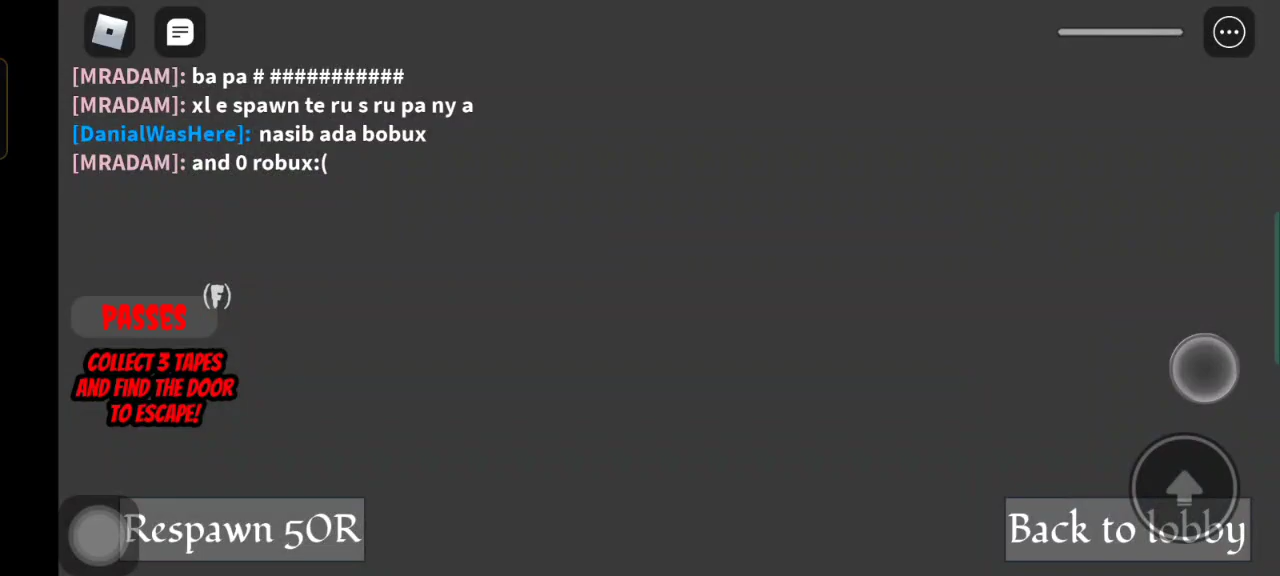 [MRADAM]: ba pa # ###########
[MRADAM]: xl e spawn te ru s ru pa ny a
[DanialWasHere]: nasib ada bobux
[MRADAM]: and 0 robux:(
(F)
PASSES
COLLECT 3 TAPES
AND FIND THE DOOR
TO ESCAPE!
Respawn 50R
Back to lobby